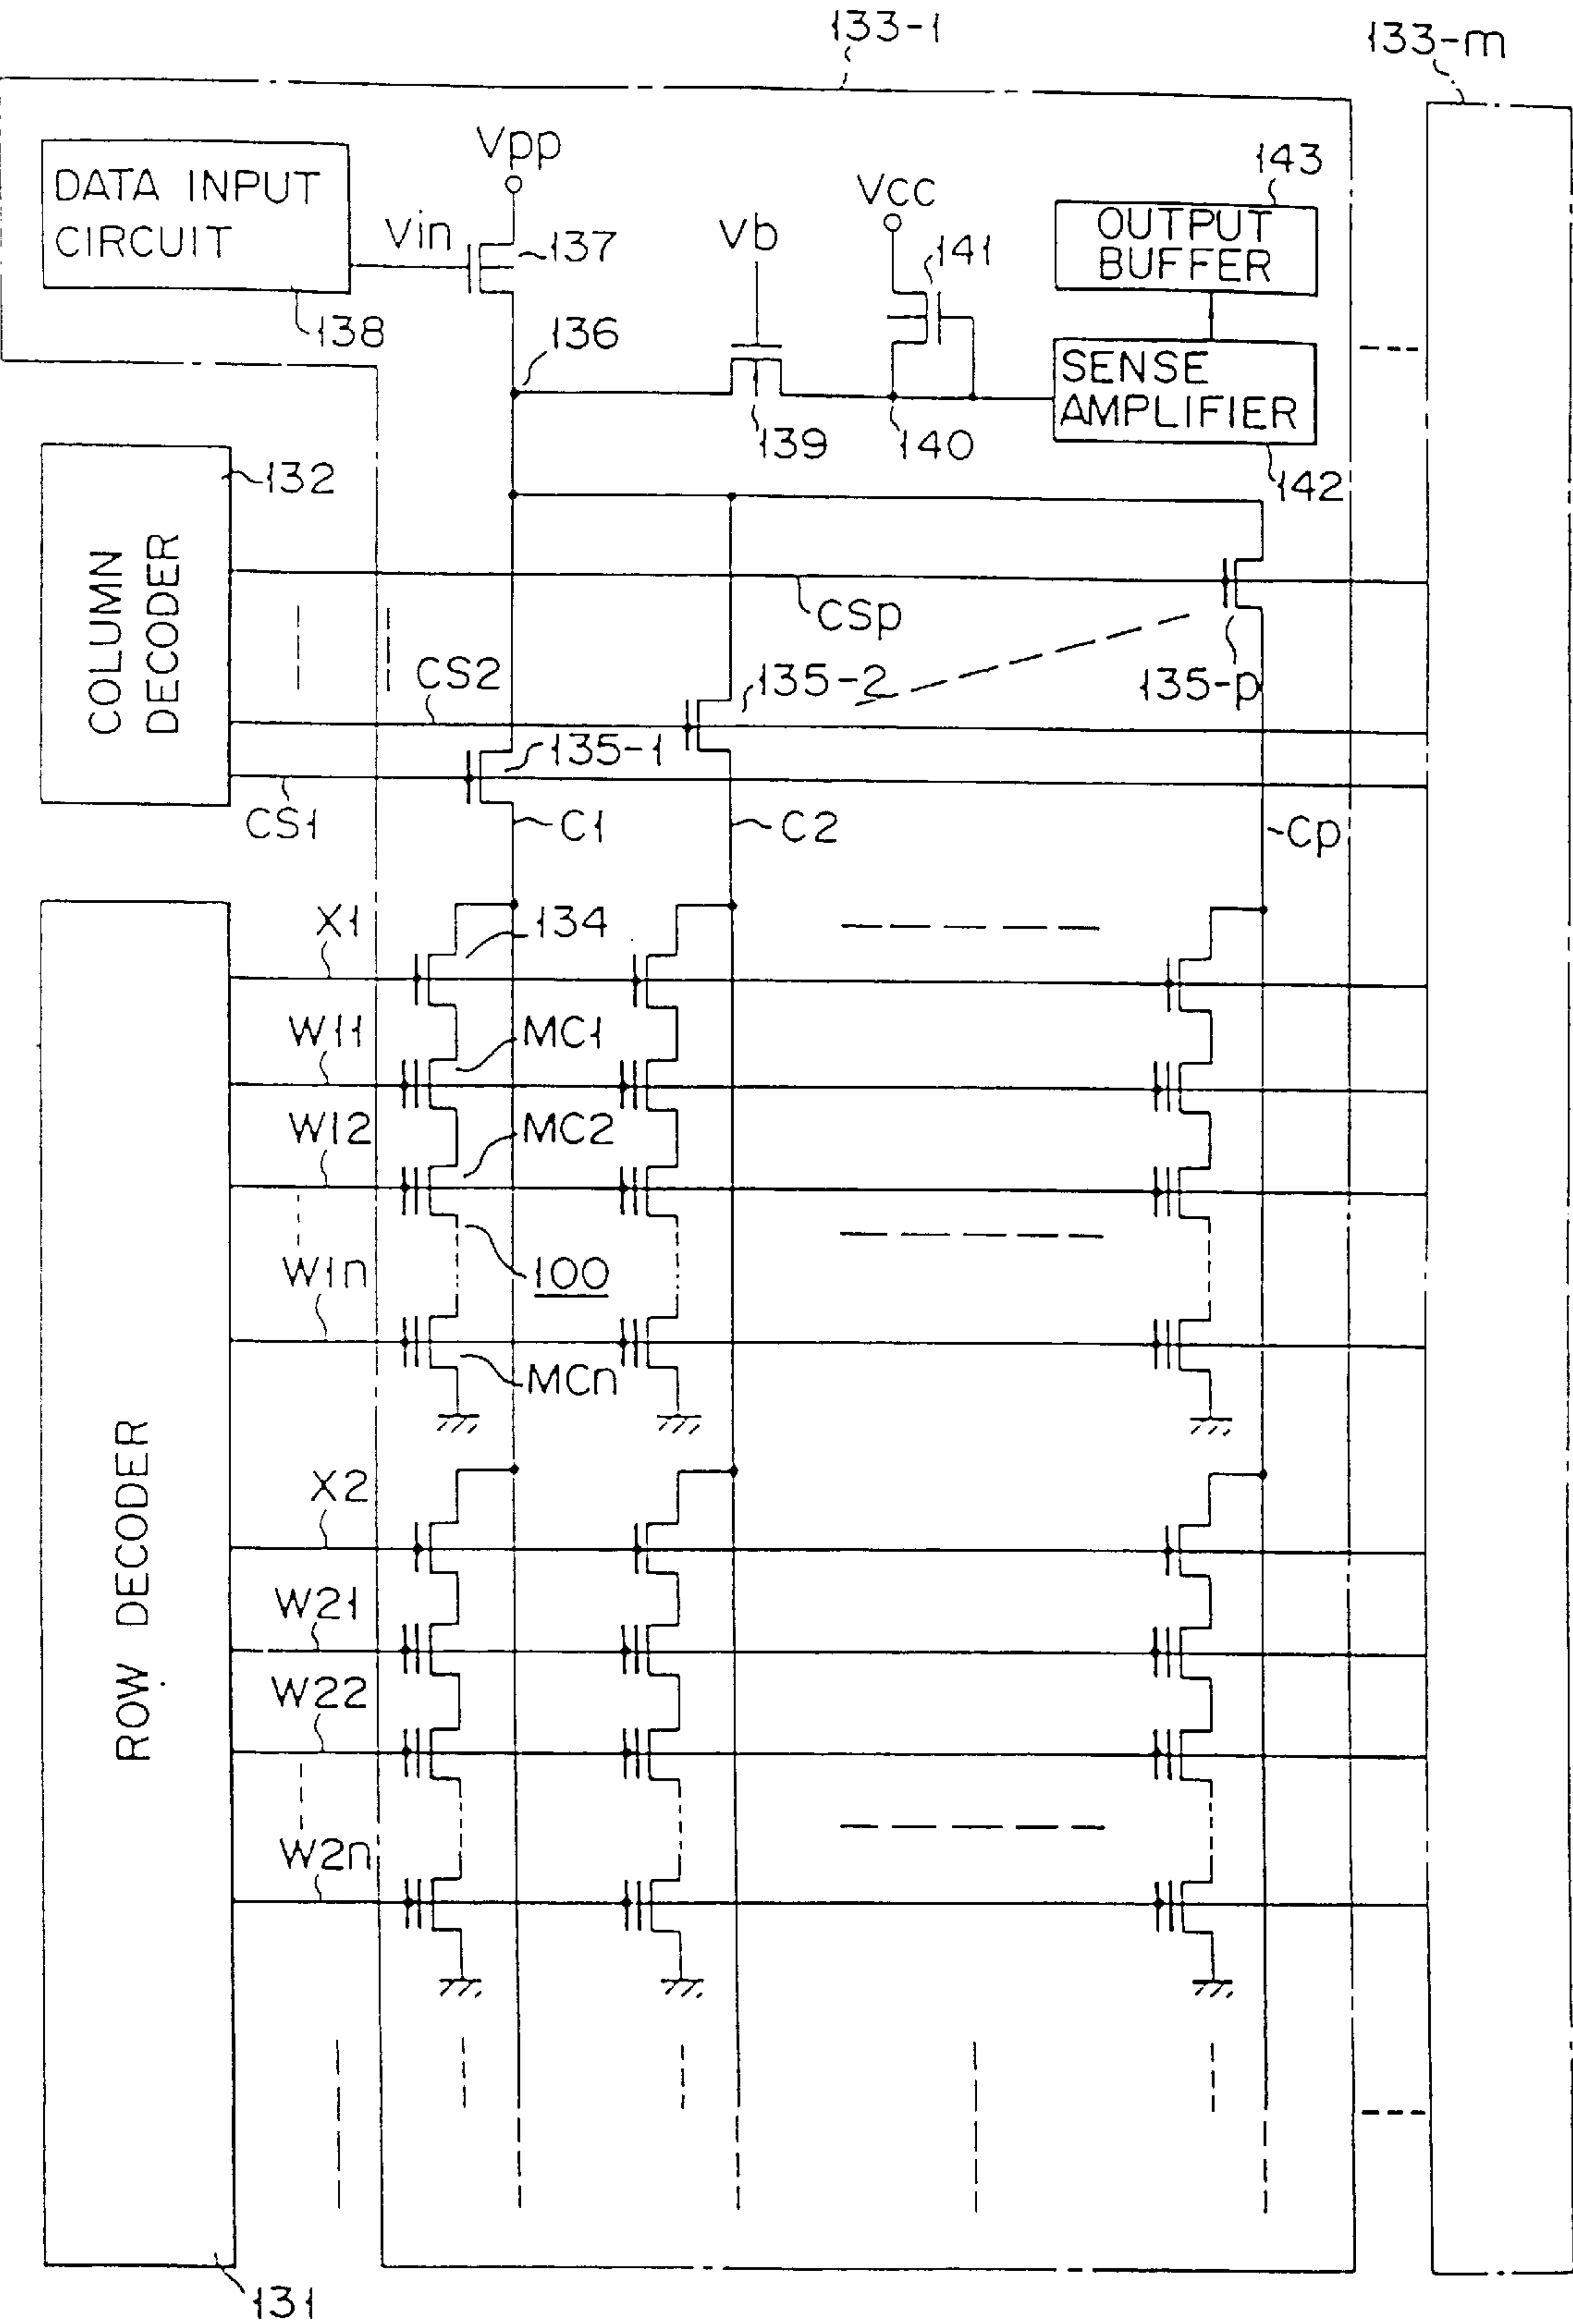 133-1
133-m
DATA INPUT
CIRCUIT
138
Vpp
Vin
137
136
Vb
139
Vcc
141
140
143
OUTPUT
BUFFER
SENSE
AMPLIFIER
142
132
COLUMN
DECODER
CSp
CS2
135-2
135-p
135-1
CS1
C1
C2
Cp
X1
134
W11
MC1
W12
MC2
W1n
100
MCn
ROW DECODER
X2
W21
W22
W2n
131